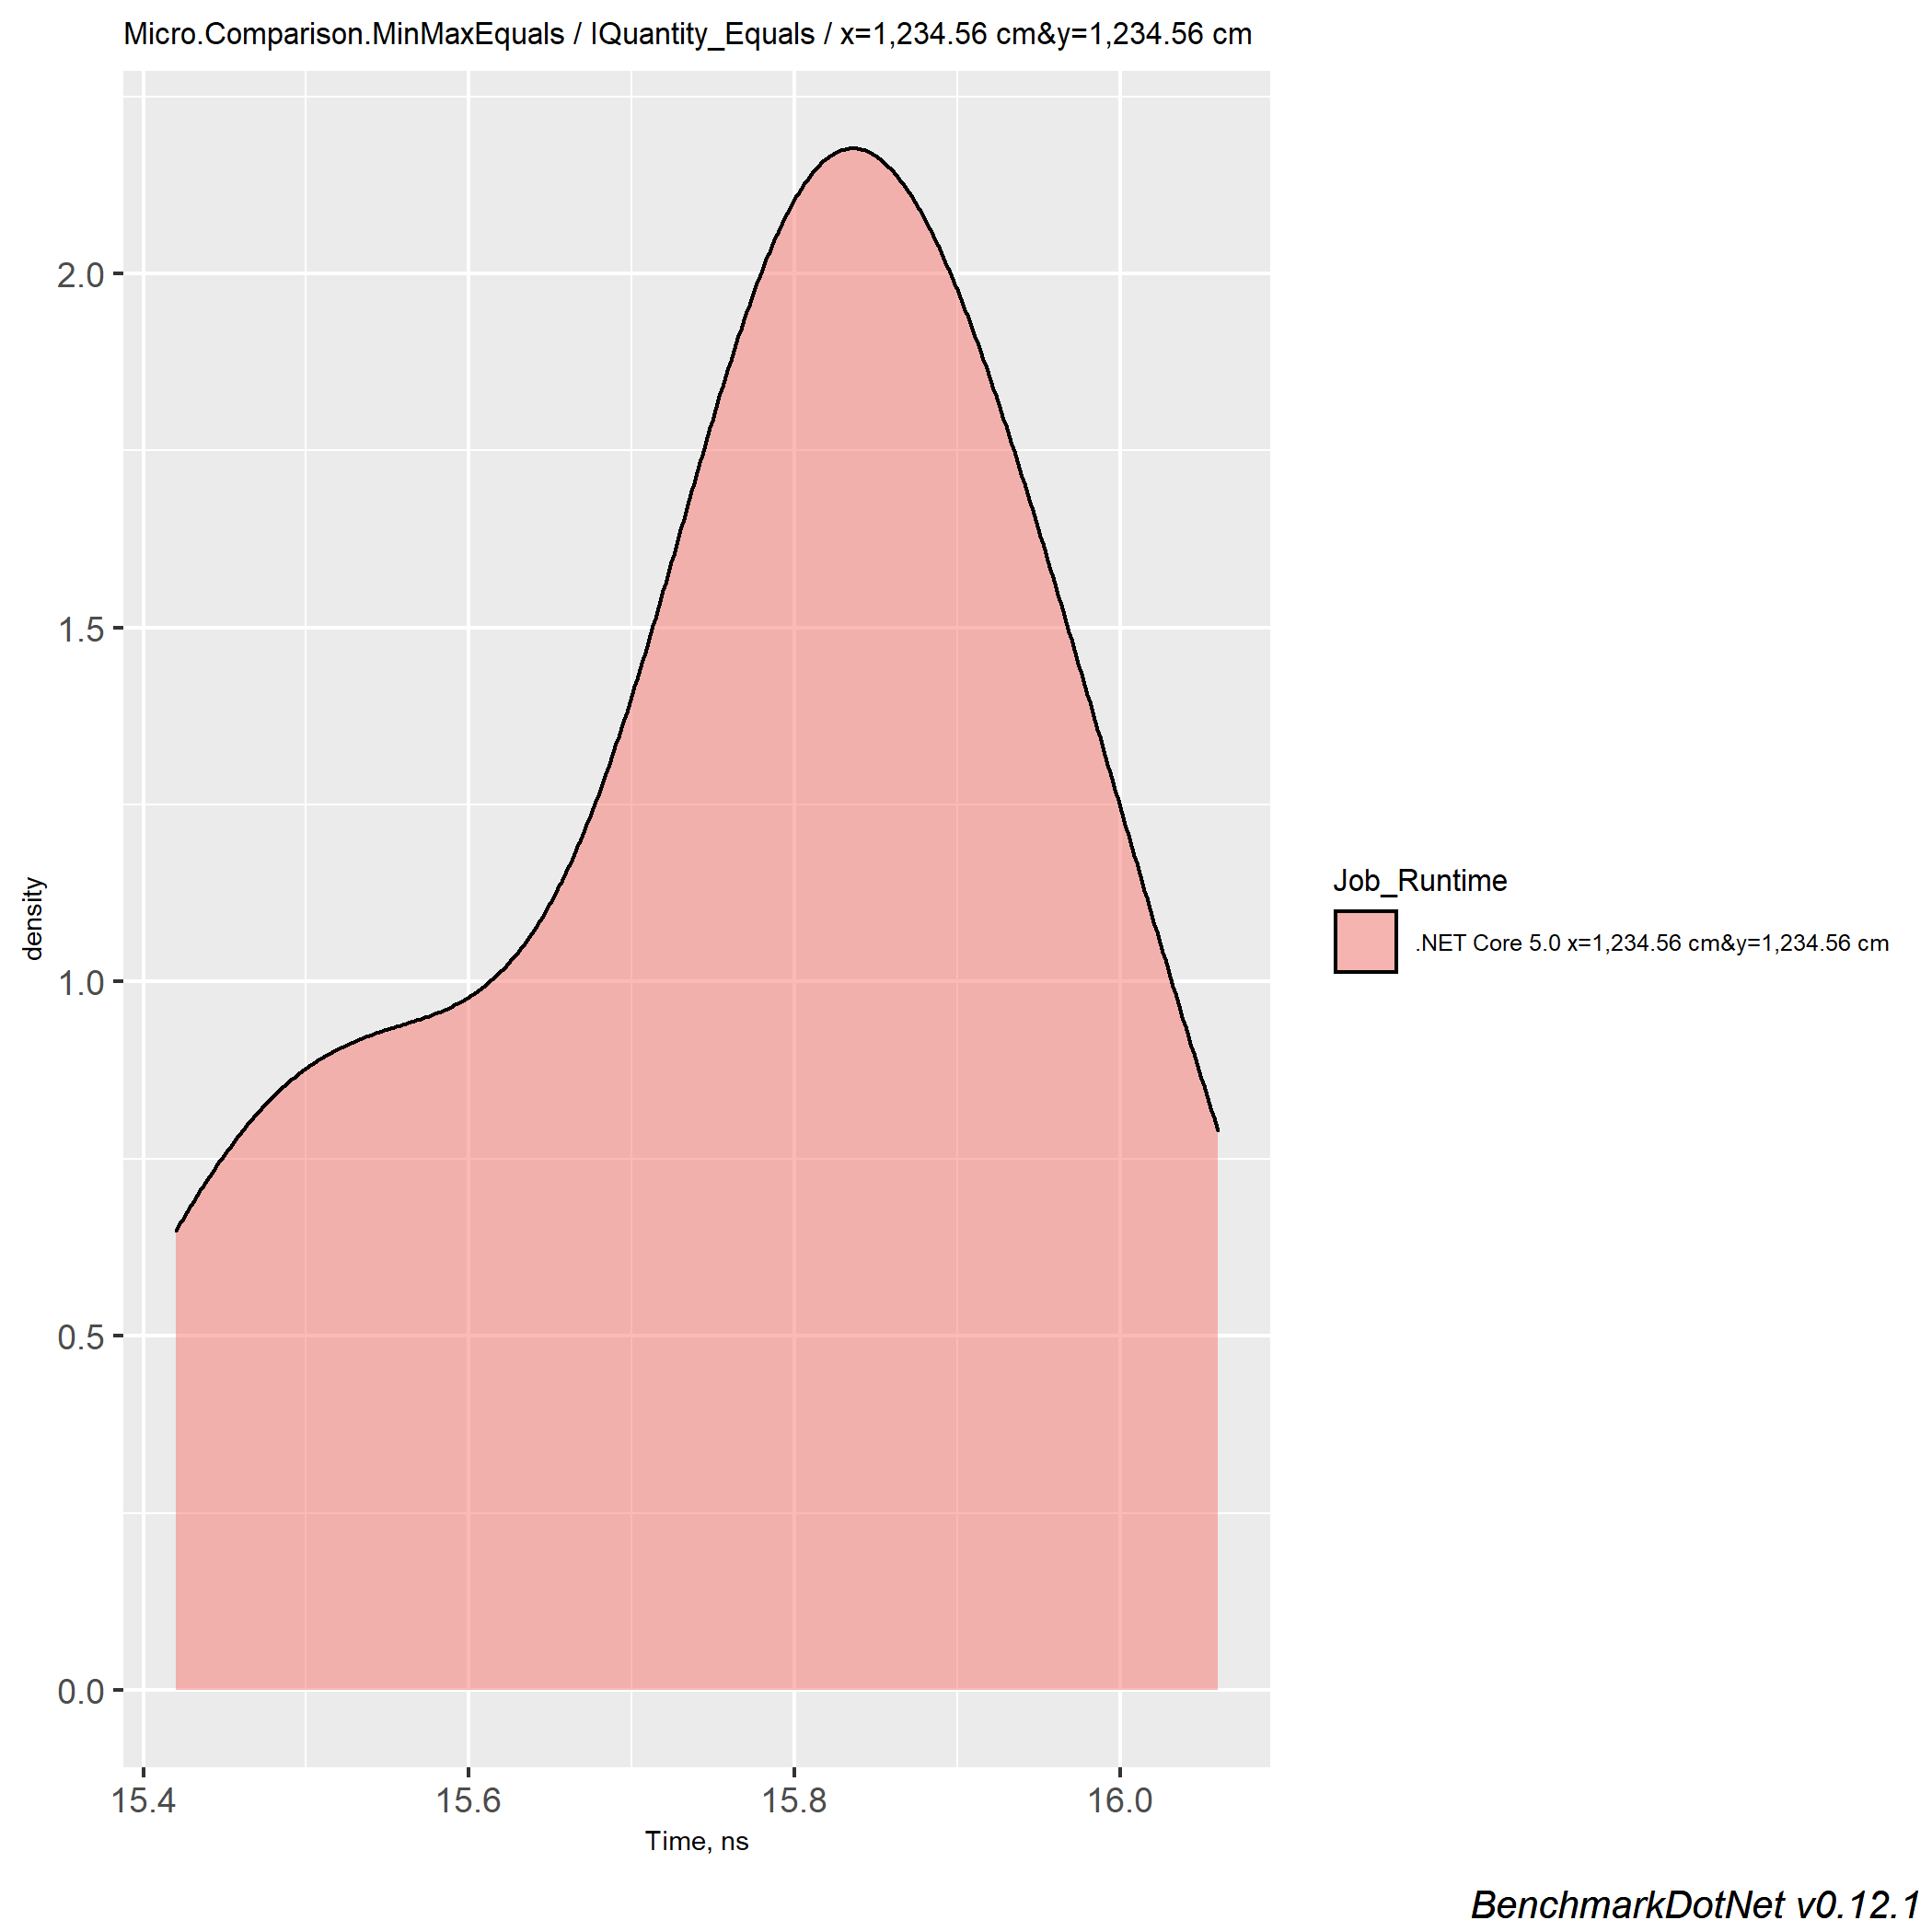 Micro.Comparison.MinMaxEquals / IQuantity_Equals / x=1,234.56 cm&y=1,234.56 cm
2.0
1.5
1.0
0.5
0.0
density
15.4
15.6
15.8
16.0
Time, ns
Job_Runtime
.NET Core 5.0 x=1,234.56 cm&y=1,234.56 cm
BenchmarkDotNet v0.12.1